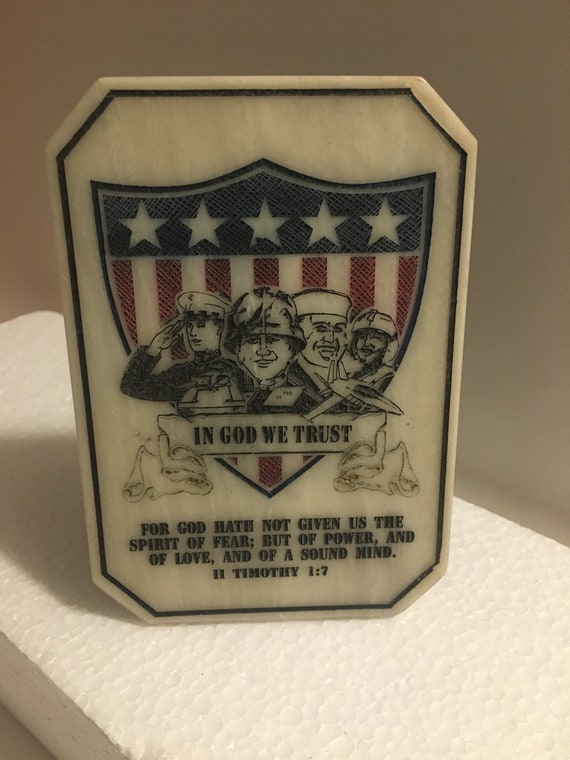 710
IN GOD WE TRUST
FOR GOD HATH NOT GIVEN US THE
SPIRIT OF FEAR; BUT OF POWER, AND
OF LOVE, AND OF A SOUND MIND.
II TIMOTHY 1:7